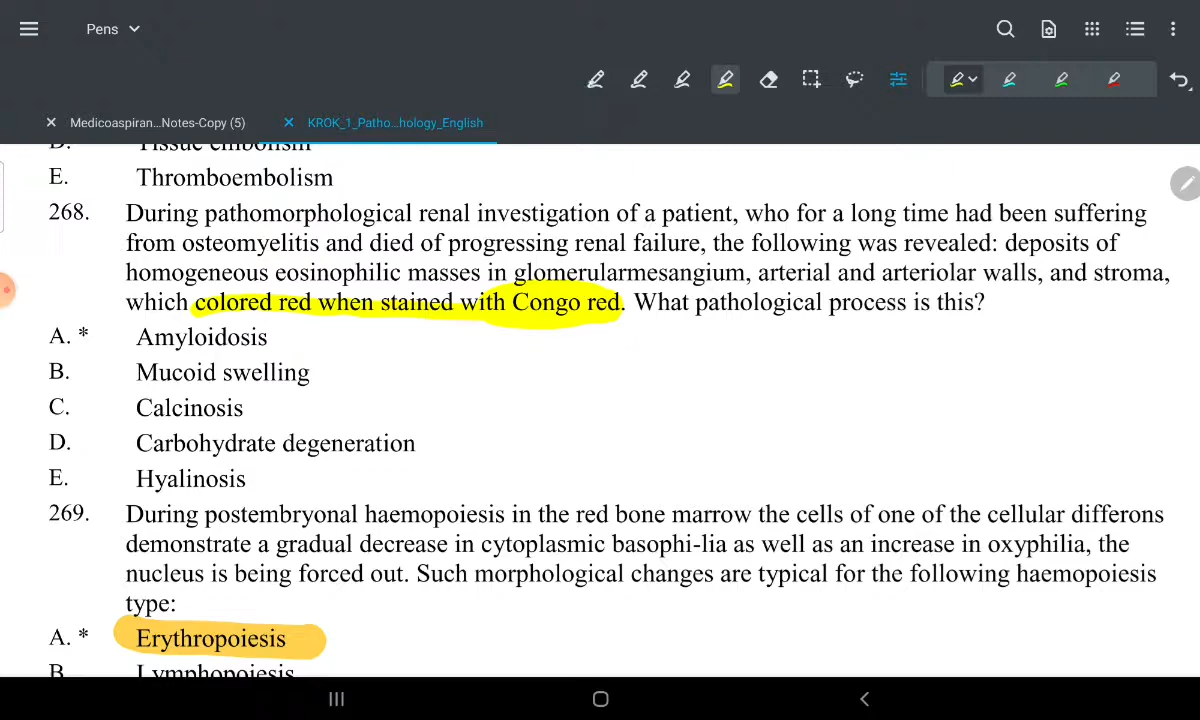 Pens
Medicoaspiran...Notes-Copy (5)
KROK_1_Patho...hology_English
D. Tissue embolism
E. Thromboembolism
268. During pathomorphological renal investigation of a patient, who for a long time had been suffering
from osteomyelitis and died of progressing renal failure, the following was revealed: deposits of
homogeneous eosinophilic masses in glomerularmesangium, arterial and arteriolar walls, and stroma,
which colored red when stained with Congo red. What pathological process is this?
A. * Amyloidosis
B. Mucoid swelling
C. Calcinosis
D. Carbohydrate degeneration
E. Hyalinosis
269. During postembryonal haemopoiesis in the red bone marrow the cells of one of the cellular differons
demonstrate a gradual decrease in cytoplasmic basophi-lia as well as an increase in oxyphilia, the
nucleus is being forced out. Such morphological changes are typical for the following haemopoiesis
type:
A. * Erythropoiesis
B. Lymphopoiesis